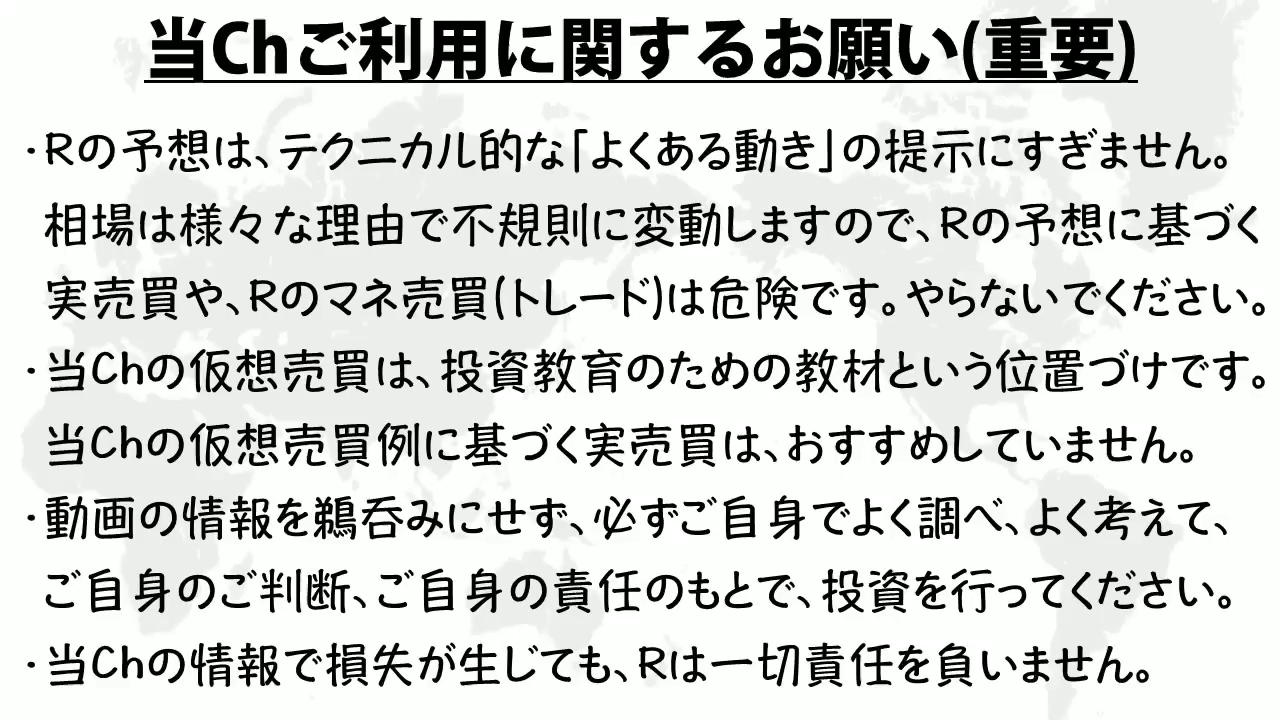 当Chご利用に関するお願い(重要)
・Rの予想は、テクニカル的な「よくある動き」の提示にすぎません。
相場は様々な理由で不規則に変動しますので、Rの予想に基づく
実売買や、Rのマネ売買(トレード)は危険です。やらないでください。
・当Chの仮想売買は、投資教育のための教材という位置づけです。
当Chの仮想売買例に基づく実売買は、おすすめしていません。
・動画の情報を鵜呑みにせず、必ずご自身でよく調べ、よく考えて、
ご自身のご判断、ご自身の責任のもとで、投資を行ってください。
・当Chの情報で損失が生じても、Rは一切責任を負いません。